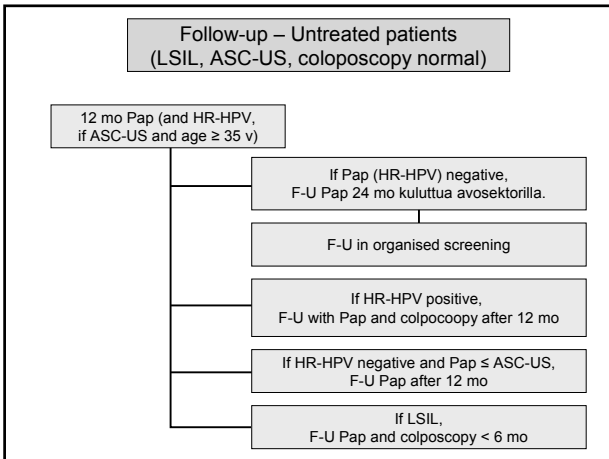 Follow-up – Untreated patients
(LSIL, ASC-US, coloposcopy normal)
12 mo Pap (and HR-HPV,
if ASC-US and age ≥ 35 v)
If Pap (HR-HPV) negative,
F-U Pap 24 mo kuluttua avosektorilla.
F-U in organised screening
If HR-HPV positive,
F-U with Pap and colpocoopy after 12 mo
If HR-HPV negative and Pap ≤ ASC-US,
F-U Pap after 12 mo
If LSIL,
F-U Pap and colposcopy < 6 mo